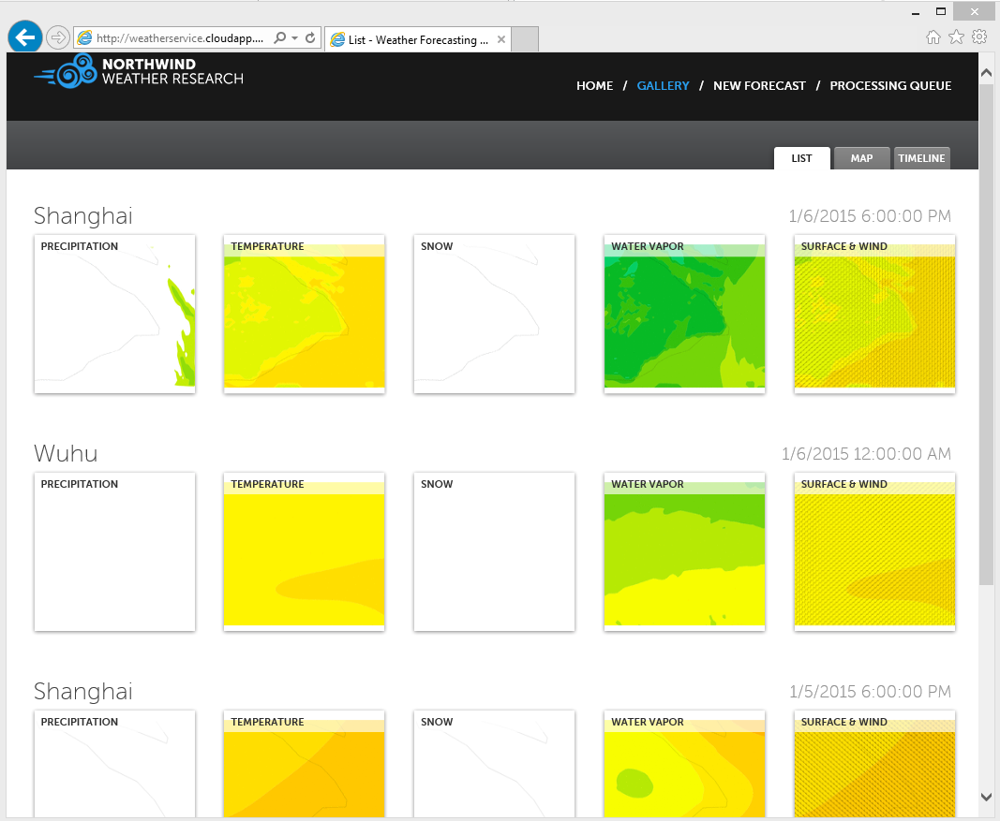 http://weatherservice.cloudapp....
List - Weather Forecasting ...
NORTHWIND
WEATHER RESEARCH
HOME / GALLERY / NEW FORECAST / PROCESSING QUEUE
LIST MAP TIMELINE
Shanghai 1/6/2015 6:00:00 PM
PRECIPITATION TEMPERATURE SNOW WATER VAPOR SURFACE & WIND
Wuhu 1/6/2015 12:00:00 AM
PRECIPITATION TEMPERATURE SNOW WATER VAPOR SURFACE & WIND
Shanghai 1/5/2015 6:00:00 PM
PRECIPITATION TEMPERATURE SNOW WATER VAPOR SURFACE & WIND